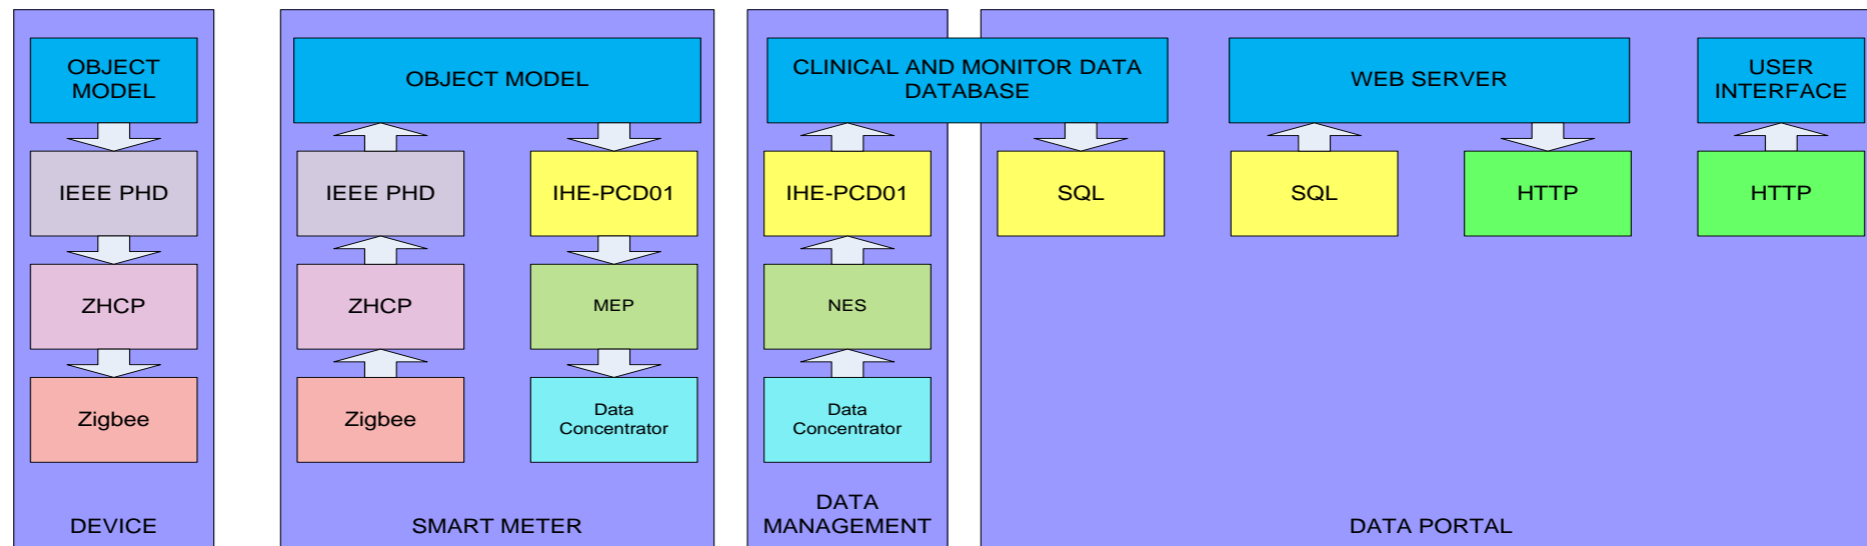 OBJECT
MODEL
IEEE PHD
ZHCP
Zigbee
DEVICE
OBJECT MODEL
IEEE PHD
ZHCP
Zigbee
IHE-PCD01
MEP
Data
Concentrator
SMART METER
CLINICAL AND MONITOR DATA
DATABASE
IHE-PCD01
NES
Data
Concentrator
DATA
MANAGEMENT
SQL
WEB SERVER
SQL
HTTP
USER
INTERFACE
HTTP
DATA PORTAL